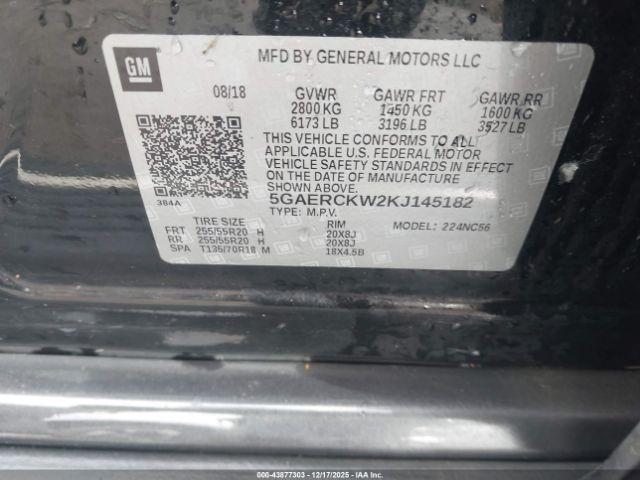 GM
MFD BY GENERAL MOTORS LLC
08/18 GVWR GAWR FRT GAWR RR
2800 KG 1450 KG 1600 KG
6173 LB 3196 LB 3527 LB
THIS VEHICLE CONFORMS TO ALL
APPLICABLE U.S. FEDERAL MOTOR
VEHICLE SAFETY STANDARDS IN EFFECT
ON THE DATE OF MANUFACTURE
SHOWN ABOVE.
384A 5GAERCKW2KJ145182
TYPE: M.P.V. MODEL: 224NC56
TIRE SIZE RIM
FRT 255/55R20 H 20X8J
RR 255/55R20 H 20X8J
SPA T135/70R18 M 18X4.5B
© IAA - 43877303 - 12/17/2025 - IAAI.COM